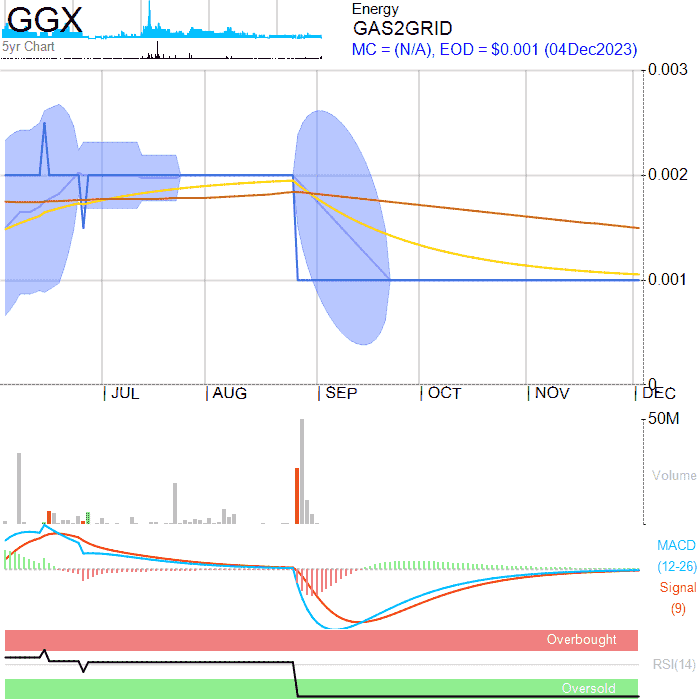 GGX
5yr Chart
Energy
GAS2GRID
MC = (N/A), EOD = $0.001 (04Dec2023)
0.003
0.002
0.001
0
JUL AUG SEP OCT NOV DEC
50M
Volume
MACD
(12-26)
Signal
(9)
Overbought
RSI(14)
Oversold